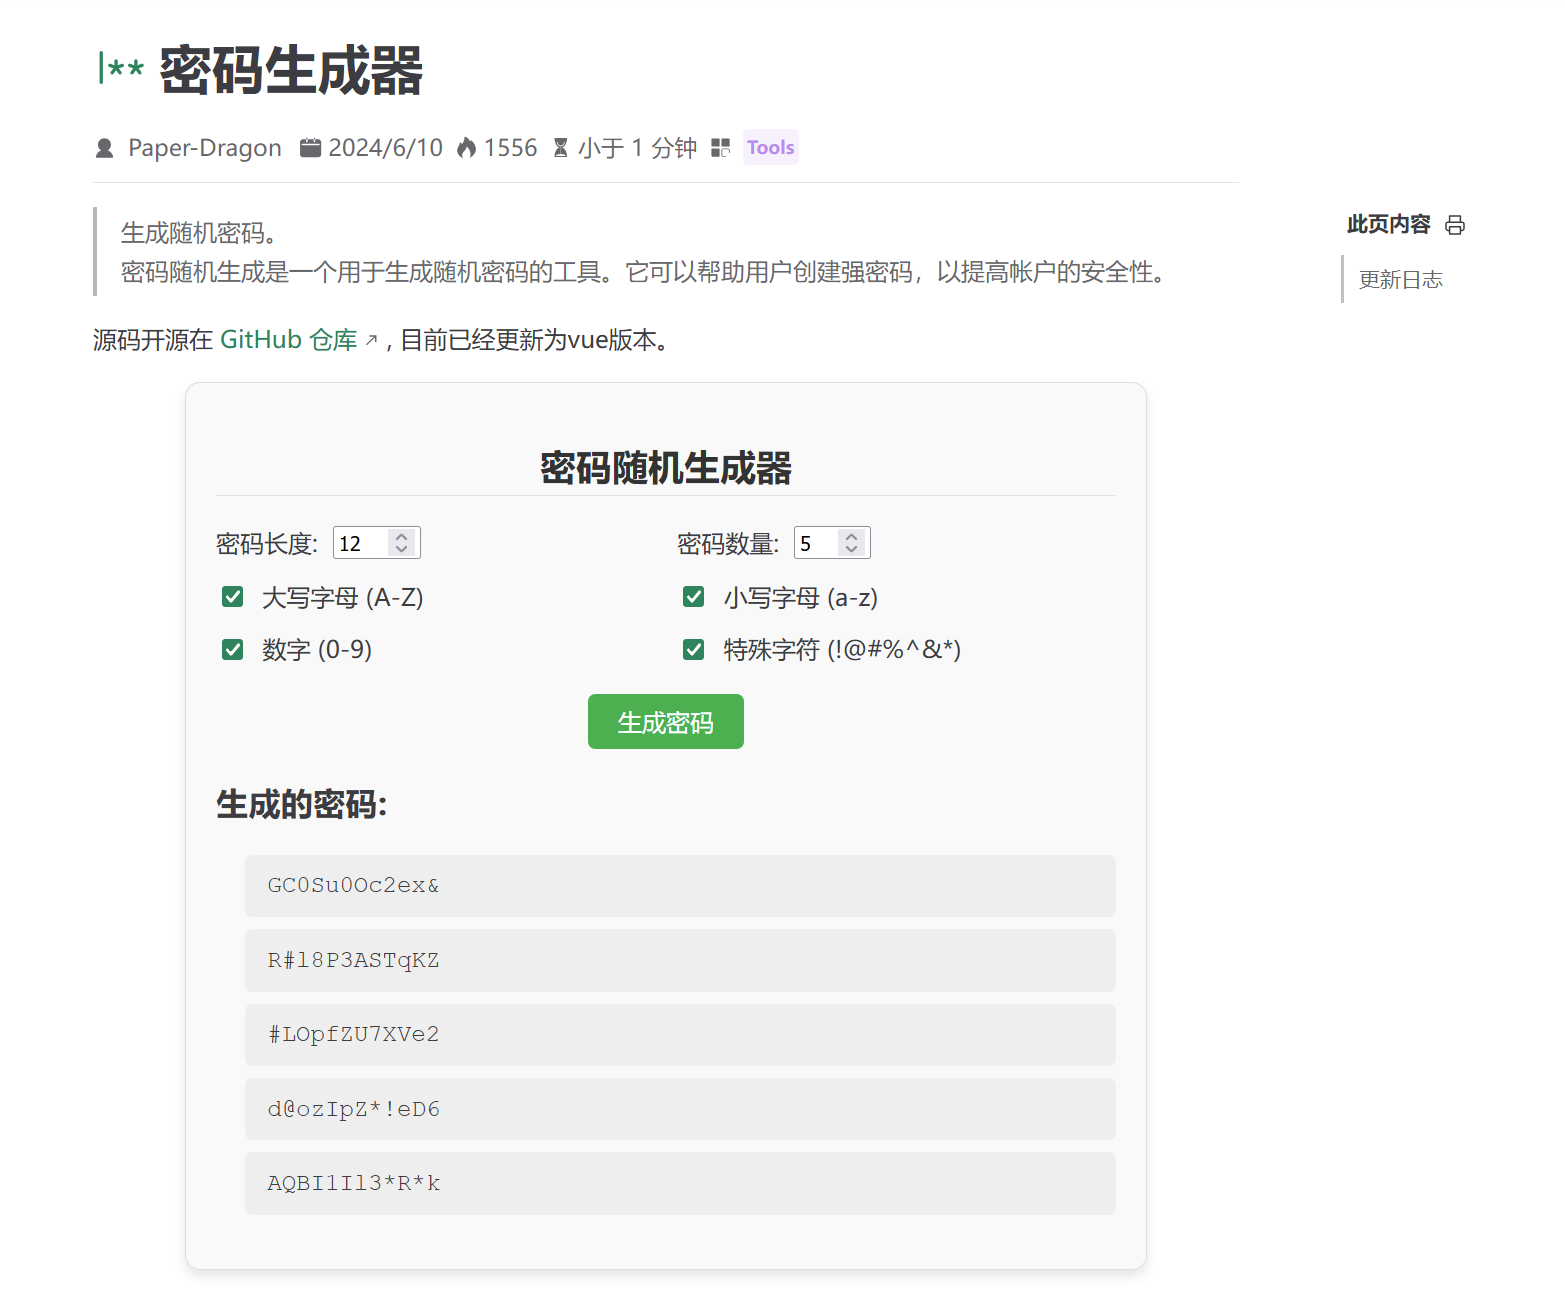 |** 密码生成器
Paper-Dragon 2024/6/10 1556 小于 1 分钟 Tools
生成随机密码。
密码随机生成是一个用于生成随机密码的工具。它可以帮助用户创建强密码，以提高帐户的安全性。
此页内容
更新日志
源码开源在 GitHub 仓库 , 目前已经更新为vue版本。
密码随机生成器
密码长度: 12 密码数量: 5
大写字母 (A-Z) 小写字母 (a-z)
数字 (0-9) 特殊字符 (!@#%^&*)
生成密码
生成的密码:
GC0Su0Oc2ex&
R#l8P3ASTqKZ
#LOpfZU7XVe2
d@ozIpZ*!eD6
AQBI1Il3*R*k